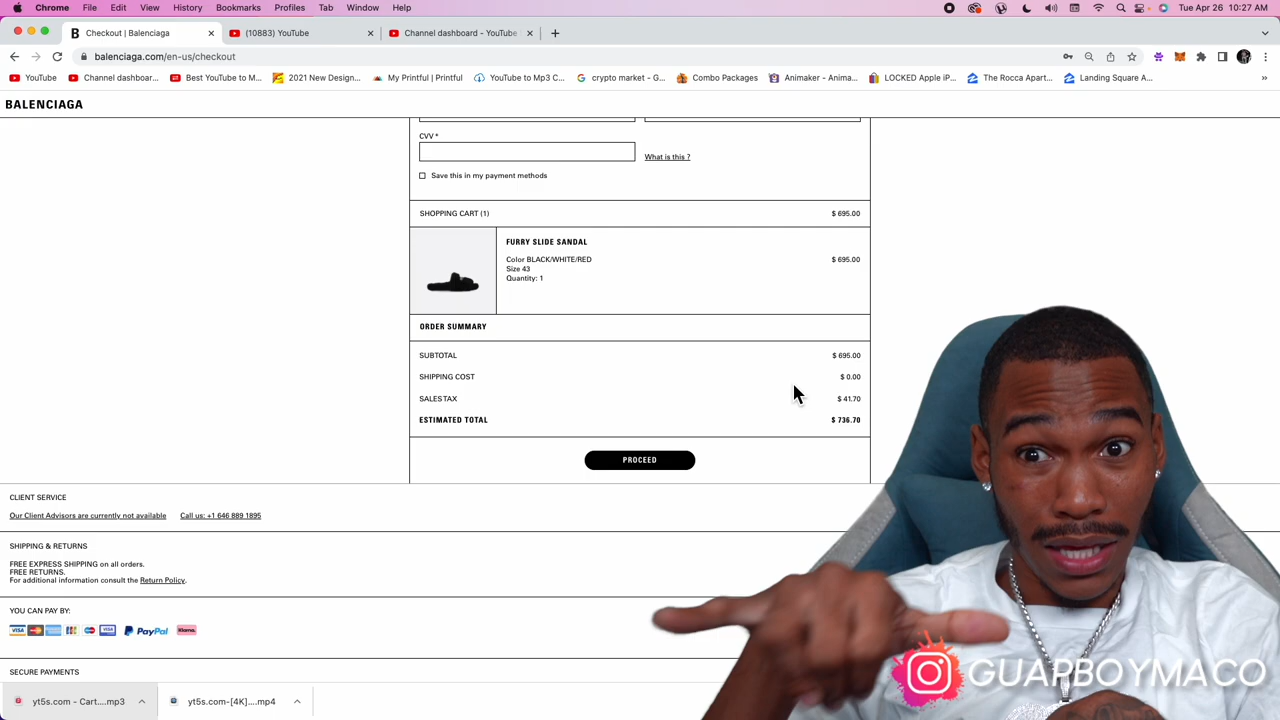 Chrome File Edit View History Bookmarks Profiles Tab Window Help Tue Apr 26 10:27 AM
B Checkout | Balenciaga (10883) YouTube Channel dashboard - YouTube
balenciaga.com/en-us/checkout
YouTube Channel dashboar... Best YouTube to M... 2021 New Design... My Printful | Printful YouTube to Mp3 C... crypto market - G... Combo Packages Animaker - Anima... LOCKED Apple iP... The Rocca Apart... Landing Square A...
BALENCIAGA
CVV *
What is this ?
Save this in my payment methods
SHOPPING CART (1) $ 695.00
FURRY SLIDE SANDAL
Color BLACK/WHITE/RED $ 695.00
Size 43
Quantity: 1
ORDER SUMMARY
SUBTOTAL $ 695.00
SHIPPING COST $ 0.00
SALES TAX $ 41.70
ESTIMATED TOTAL $ 736.70
PROCEED
CLIENT SERVICE
Our Client Advisors are currently not available Call us: +1 646 889 1895
SHIPPING & RETURNS
FREE EXPRESS SHIPPING on all orders.
FREE RETURNS.
For additional information consult the Return Policy.
YOU CAN PAY BY:
VISA PayPal Klarna.
SECURE PAYMENTS
yt5s.com - Cart....mp3 yt5s.com-[4K]....mp4
GUAPBOYMACO